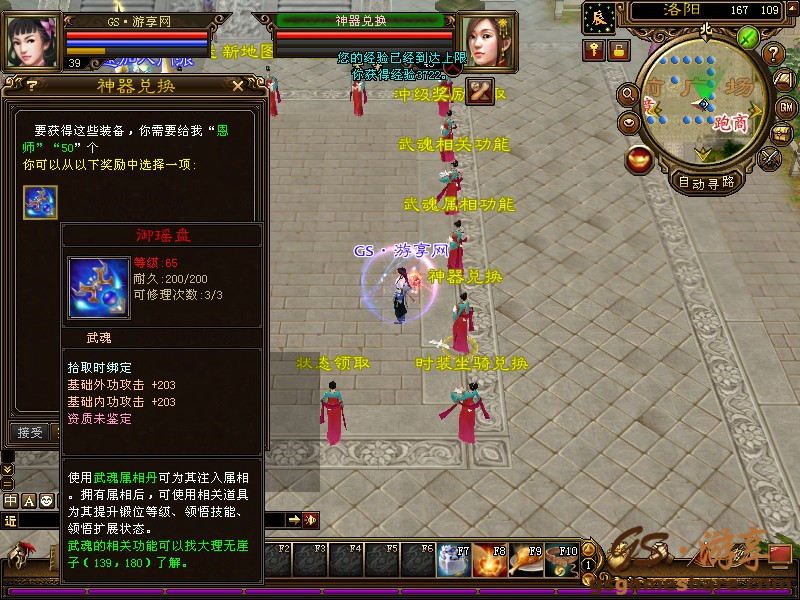 GS·游享网
39
神器兑换
洛阳
167 109
辰
北
您的经验已经到达上限
你获得经验3722。
神器兑换
?
要获得这些装备，你需要给我“恩
师”“50”个
你可以从以下奖励中选择一项:
御瑶盘
等级:65
耐久:200/200
可修理次数:3/3
武魂
拾取时绑定
基础外功攻击 +203
基础内功攻击 +203
资质未鉴定
使用武魂属相丹可为其注入属相
。拥有属相后，可使用相关道具
为其提升锻位等级、领悟技能、
领悟扩展状态。
武魂的相关功能可以找大理无崖
子（139，180）了解。
接受
中 A
近
武魂相关功能
武魂属相功能
GS·游享网
神器兑换
状态领取
时装坐骑兑换
广场
跑商
GM
自动寻路
F2 F3 F4 F5 F6 F7 F8 F9 F10
1
GS·游享网